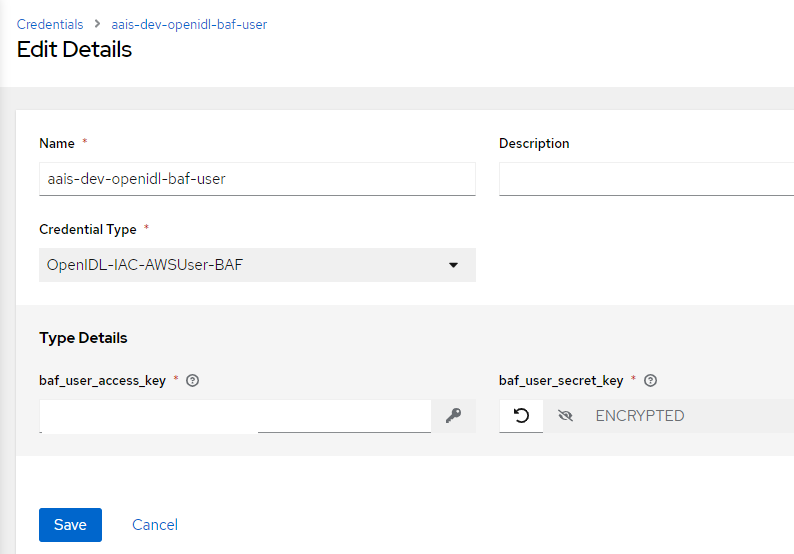 Credentials > aais-dev-openidl-baf-user
Edit Details
Name *
Description
aais-dev-openidl-baf-user
Credential Type *
OpenIDL-IAC-AWSUser-BAF
Type Details
baf_user_access_key *
baf_user_secret_key *
ENCRYPTED
Save
Cancel